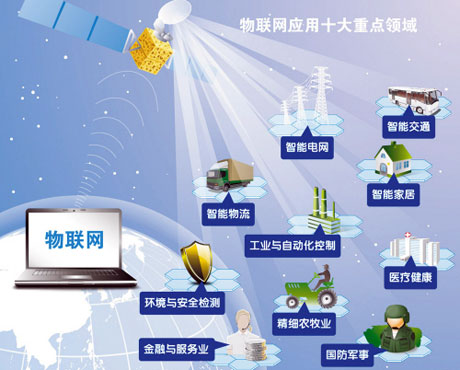 物联网应用十大重点领域
智能电网
智能交通
智能物流
智能家居
物联网
工业与自动化控制
医疗健康
环境与安全检测
精细农牧业
金融与服务业
国防军事